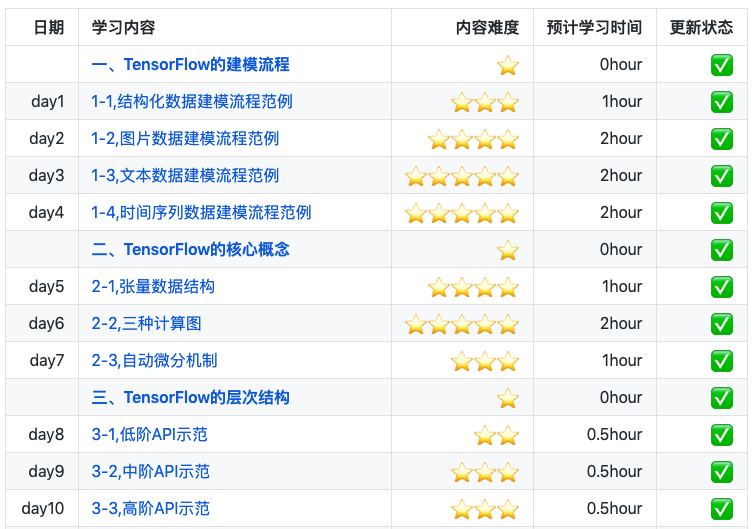 日期 学习内容 内容难度 预计学习时间 更新状态
一、TensorFlow的建模流程 ⭐️ 0hour ✅
day1 1-1,结构化数据建模流程范例 ⭐️⭐️⭐️ 1hour ✅
day2 1-2,图片数据建模流程范例 ⭐️⭐️⭐️⭐️ 2hour ✅
day3 1-3,文本数据建模流程范例 ⭐️⭐️⭐️⭐️⭐️ 2hour ✅
day4 1-4,时间序列数据建模流程范例 ⭐️⭐️⭐️⭐️⭐️ 2hour ✅
二、TensorFlow的核心概念 ⭐️ 0hour ✅
day5 2-1,张量数据结构 ⭐️⭐️⭐️⭐️ 1hour ✅
day6 2-2,三种计算图 ⭐️⭐️⭐️⭐️⭐️ 2hour ✅
day7 2-3,自动微分机制 ⭐️⭐️⭐️ 1hour ✅
三、TensorFlow的层次结构 ⭐️ 0hour ✅
day8 3-1,低阶API示范 ⭐️⭐️ 0.5hour ✅
day9 3-2,中阶API示范 ⭐️⭐️⭐️ 0.5hour ✅
day10 3-3,高阶API示范 ⭐️⭐️⭐️ 0.5hour ✅